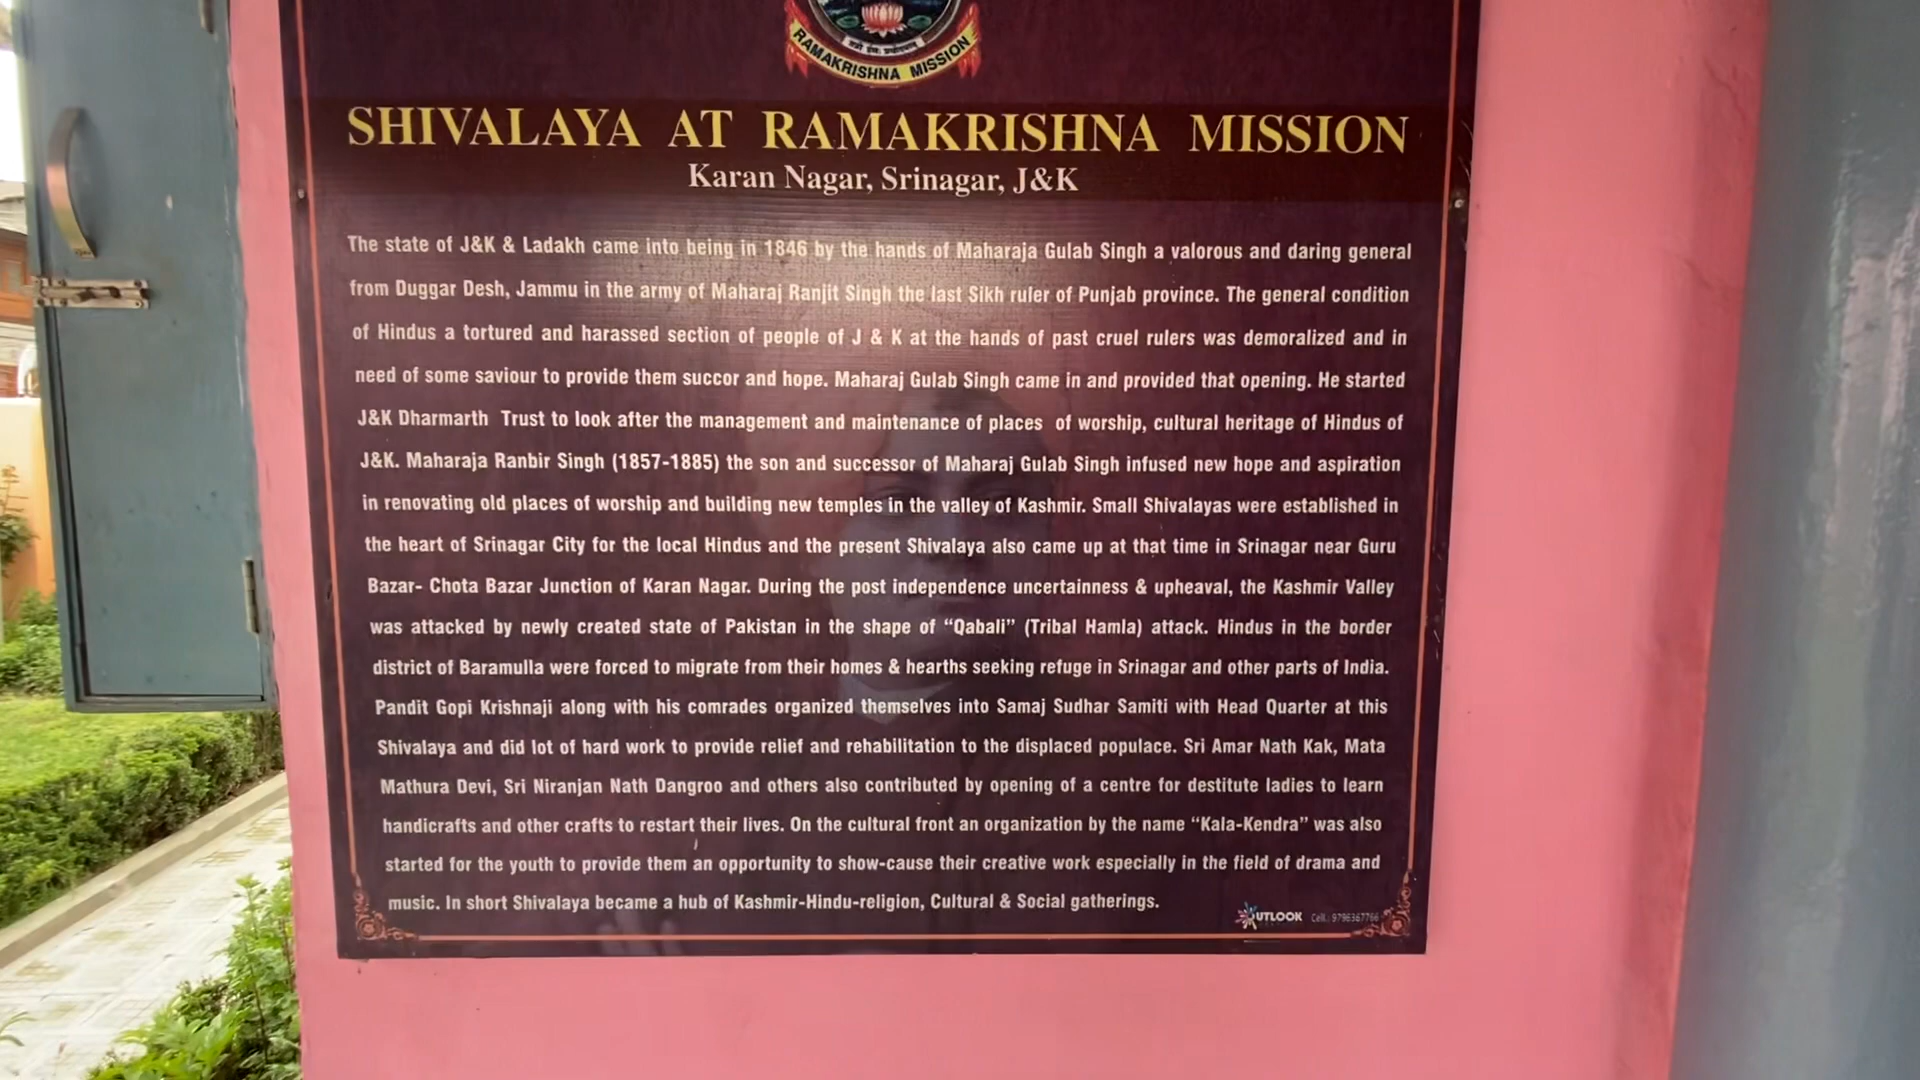 RAMAKRISHNA MISSION
SHIVALAYA AT RAMAKRISHNA MISSION
Karan Nagar, Srinagar, J&K
The state of J&K & Ladakh came into being in 1846 by the hands of Maharaja Gulab Singh a valorous and daring general
from Duggar Desh, Jammu in the army of Maharaj Ranjit Singh the last Sikh ruler of Punjab province. The general condition
of Hindus a tortured and harassed section of people of J & K at the hands of past cruel rulers was demoralized and in
need of some saviour to provide them succor and hope. Maharaj Gulab Singh came in and provided that opening. He started
J&K Dharmarth Trust to look after the management and maintenance of places of worship, cultural heritage of Hindus of
J&K. Maharaja Ranbir Singh (1857-1885) the son and successor of Maharaj Gulab Singh infused new hope and aspiration
in renovating old places of worship and building new temples in the valley of Kashmir. Small Shivalayas were established in
the heart of Srinagar City for the local Hindus and the present Shivalaya also came up at that time in Srinagar near Guru
Bazar- Chota Bazar Junction of Karan Nagar. During the post independence uncertainness & upheaval, the Kashmir Valley
was attacked by newly created state of Pakistan in the shape of “Qabali” (Tribal Hamla) attack. Hindus in the border
district of Baramulla were forced to migrate from their homes & hearths seeking refuge in Srinagar and other parts of India.
Pandit Gopi Krishnaji along with his comrades organized themselves into Samaj Sudhar Samiti with Head Quarter at this
Shivalaya and did lot of hard work to provide relief and rehabilitation to the displaced populace. Sri Amar Nath Kak, Mata
Mathura Devi, Sri Niranjan Nath Dangroo and others also contributed by opening of a centre for destitute ladies to learn
handicrafts and other crafts to restart their lives. On the cultural front an organization by the name “Kala-Kendra” was also
started for the youth to provide them an opportunity to show-cause their creative work especially in the field of drama and
music. In short Shivalaya became a hub of Kashmir-Hindu-religion, Cultural & Social gatherings.
OUTLOOK Cell.: 9796367766